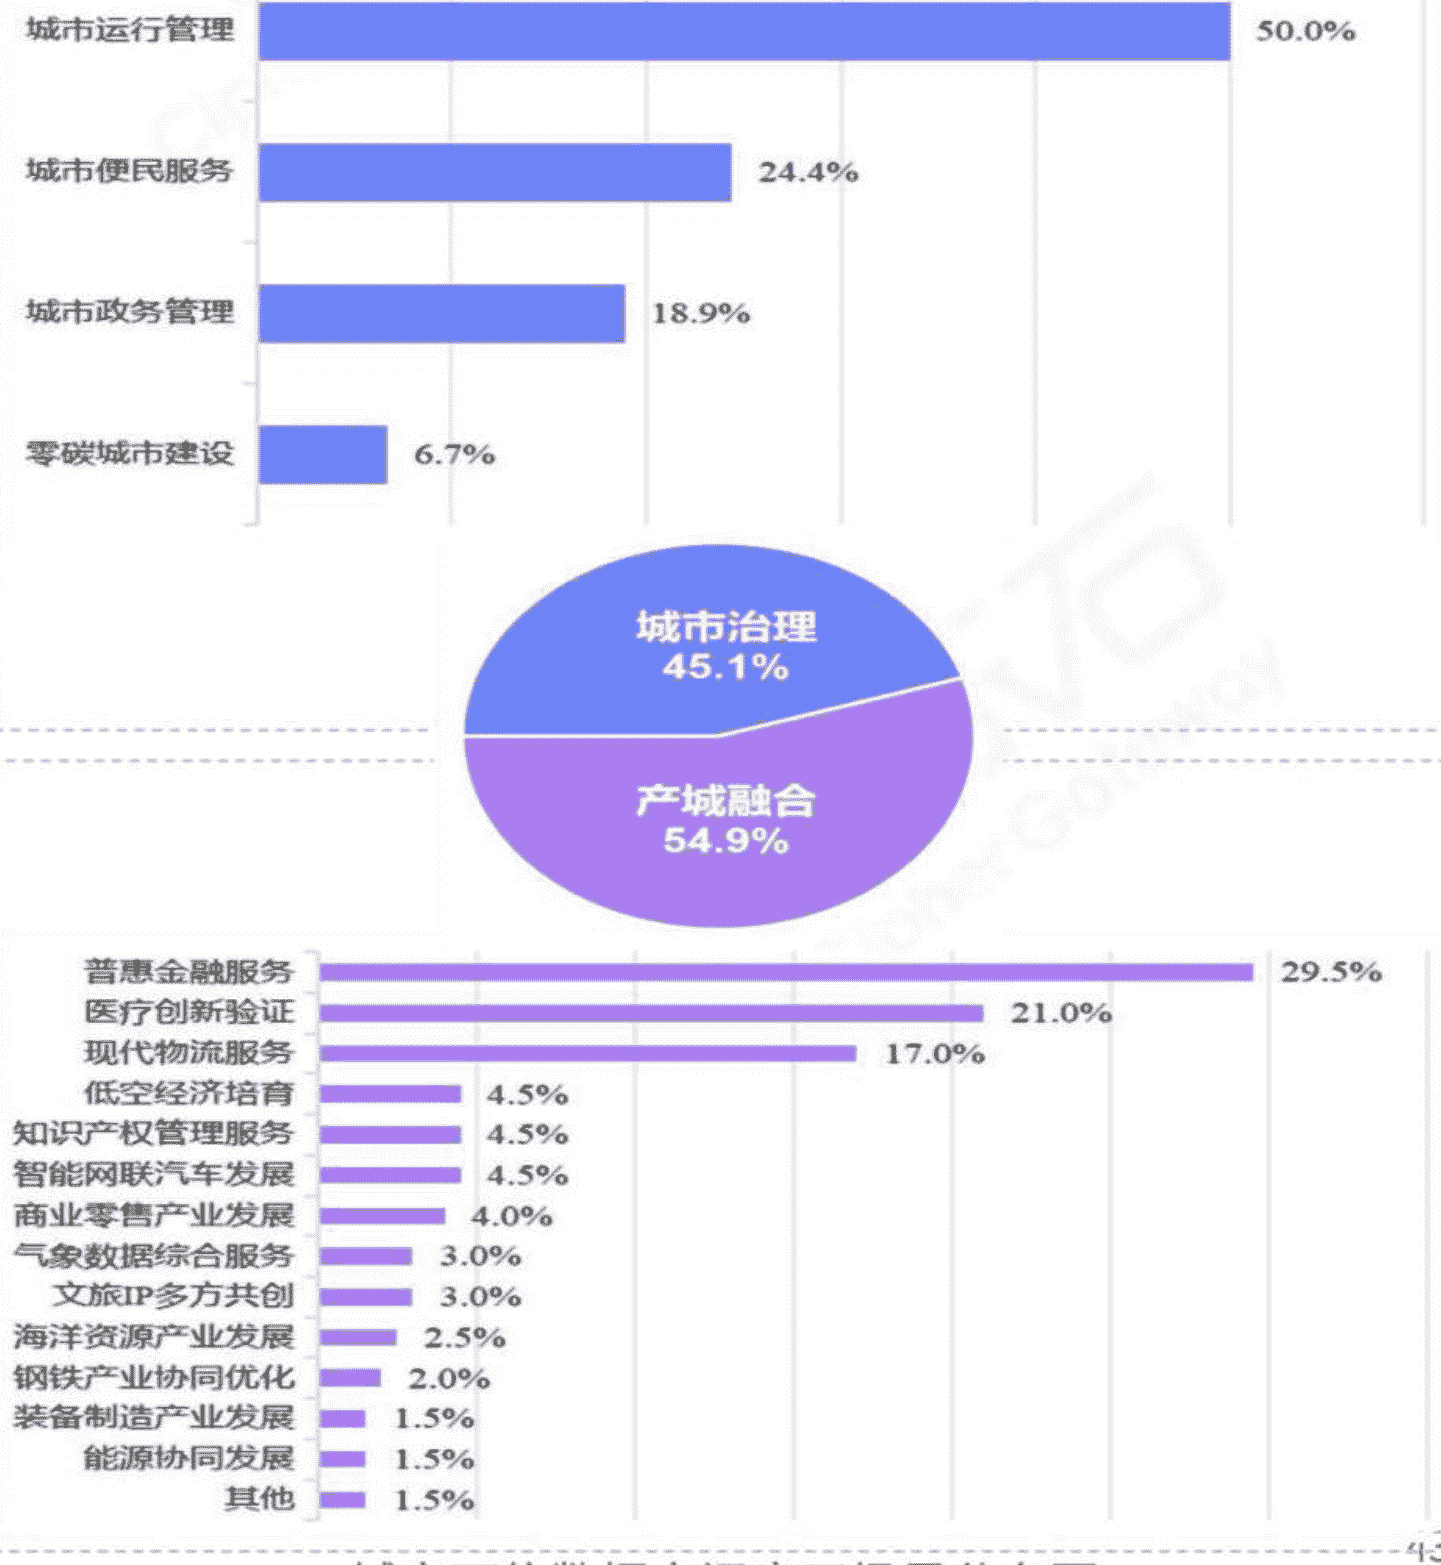 城市运行管理 50.0%
城市便民服务 24.4%
城市政务管理 18.9%
零碳城市建设 6.7%
城市治理
45.1%
产城融合
54.9%
普惠金融服务 29.5%
医疗创新验证 21.0%
现代物流服务 17.0%
低空经济培育 4.5%
知识产权管理服务 4.5%
智能网联汽车发展 4.5%
商业零售产业发展 4.0%
气象数据综合服务 3.0%
文旅IP多方共创 3.0%
海洋资源产业发展 2.5%
钢铁产业协同优化 2.0%
装备制造产业发展 1.5%
能源协同发展 1.5%
其他 1.5%